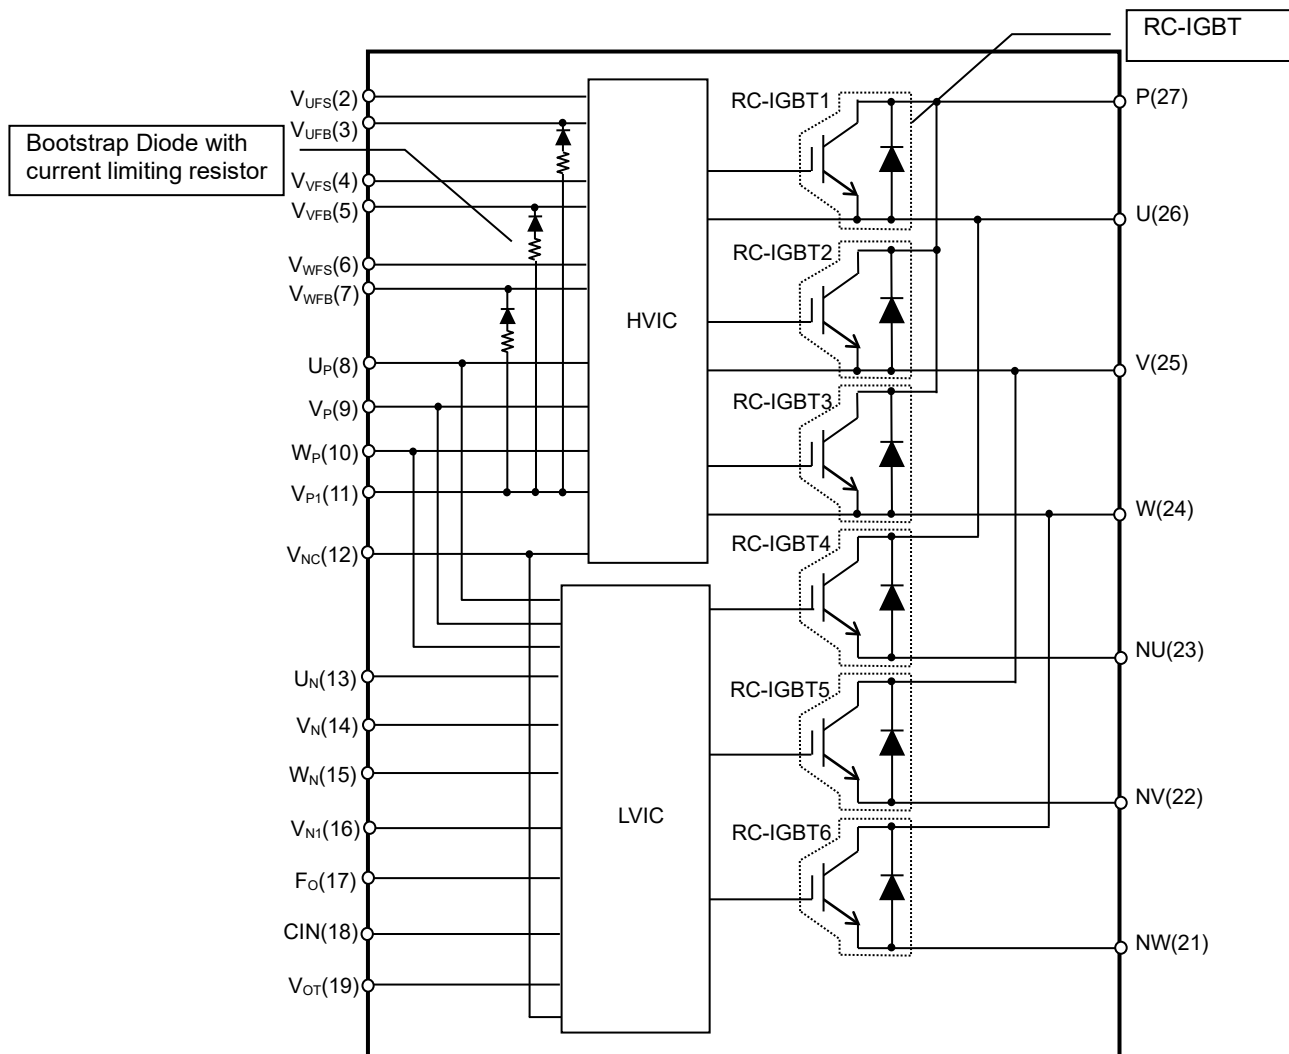 RC-IGBT
Bootstrap Diode with
current limiting resistor
VUFS(2)
VUFB(3)
VVFS(4)
VVFB(5)
VWFS(6)
VWFB(7)
UP(8)
VP(9)
WP(10)
VP1(11)
VNC(12)
UN(13)
VN(14)
WN(15)
VN1(16)
FO(17)
CIN(18)
VOT(19)
HVIC
LVIC
RC-IGBT1
RC-IGBT2
RC-IGBT3
RC-IGBT4
RC-IGBT5
RC-IGBT6
P(27)
U(26)
V(25)
W(24)
NU(23)
NV(22)
NW(21)